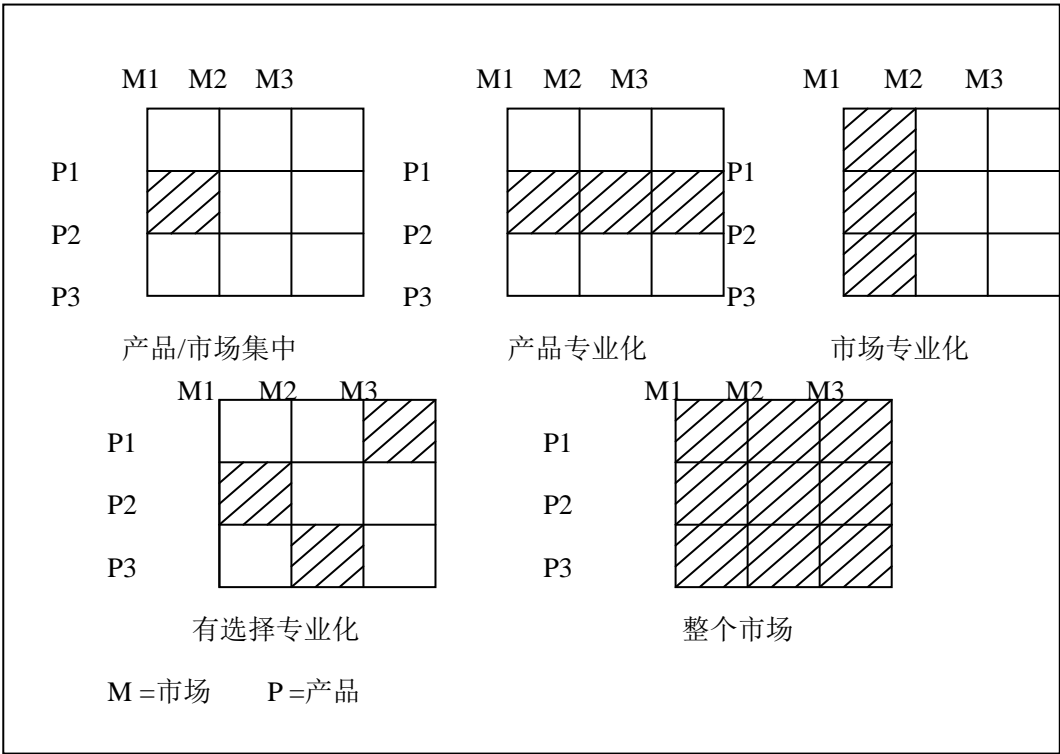 M1 M2 M3 M1 M2 M3 M1 M2 M3
P1 P1 P1
P2 P2 P2
P3 P3 P3
产品/市场集中 产品专业化 市场专业化
M1 M2 M3 M1 M2 M3
P1 P1
P2 P2
P3 P3
有选择专业化 整个市场
M =市场 P =产品